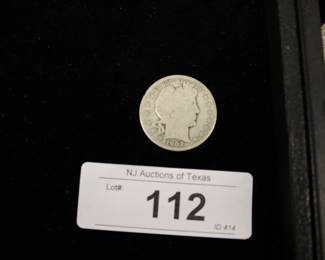 NJ Auctions of Texas
Lot#:
112
ID:414